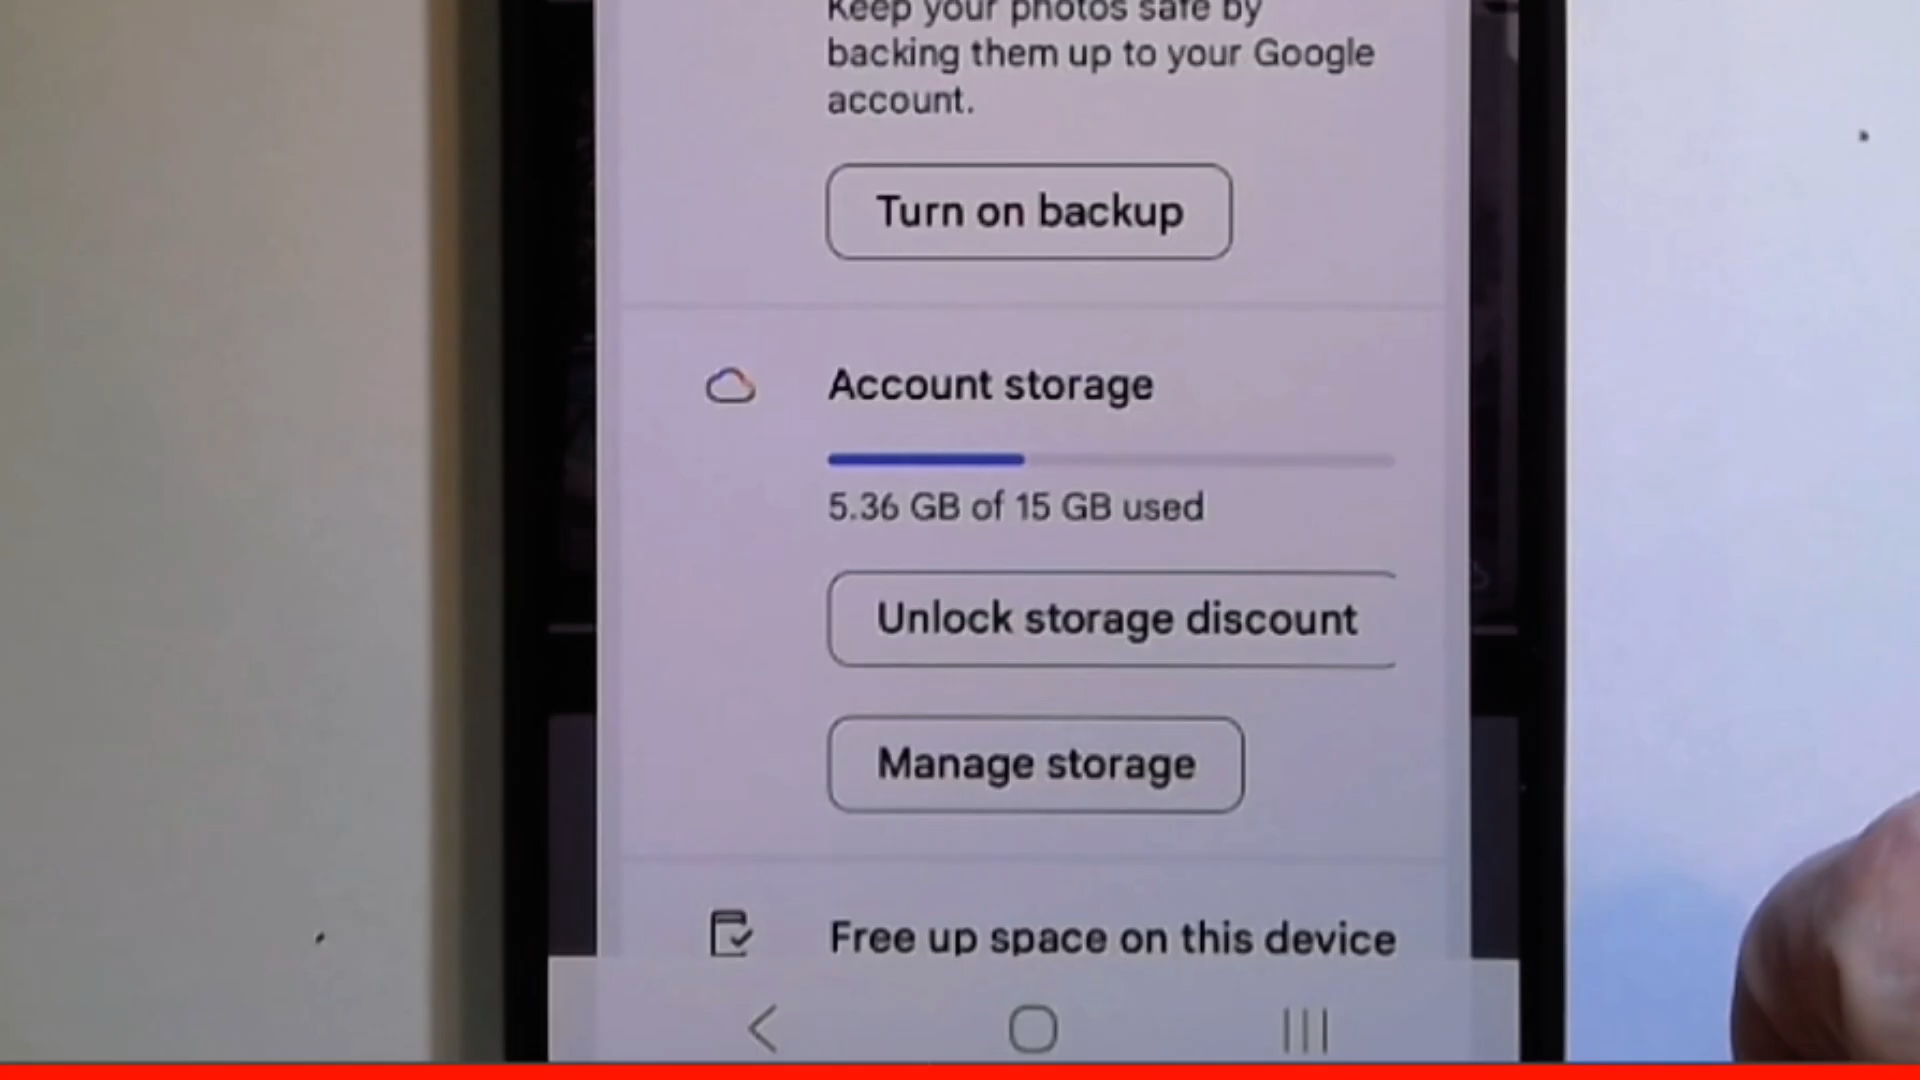 Keep your photos safe by
backing them up to your Google
account.
Turn on backup
Account storage
5.36 GB of 15 GB used
Unlock storage discount
Manage storage
Free up space on this device